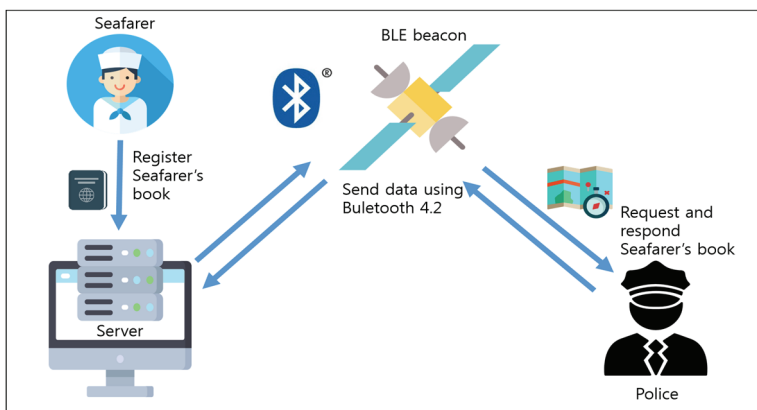 Seafarer
BLE beacon
®
Register
Seafarer's
book
Send data using
Buletooth 4.2
Request and
respond
Seafarer's book
Server
Police